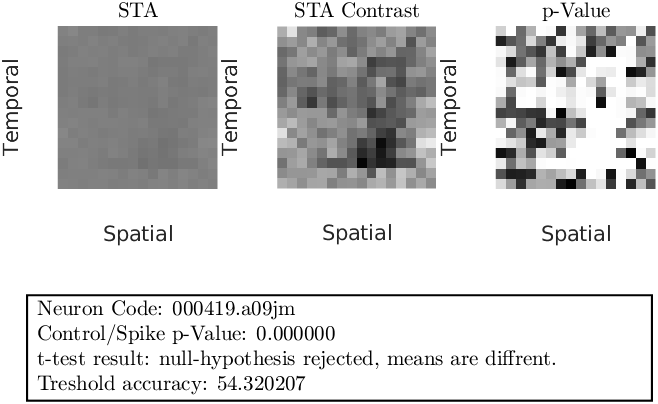 STA
STA Contrast
p-Value
Temporal
Temporal
Temporal
Spatial
Spatial
Spatial
Neuron Code: 000419.a09jm
Control/Spike p-Value: 0.000000
t-test result: null-hypothesis rejected, means are diffrent.
Treshold accuracy: 54.320207